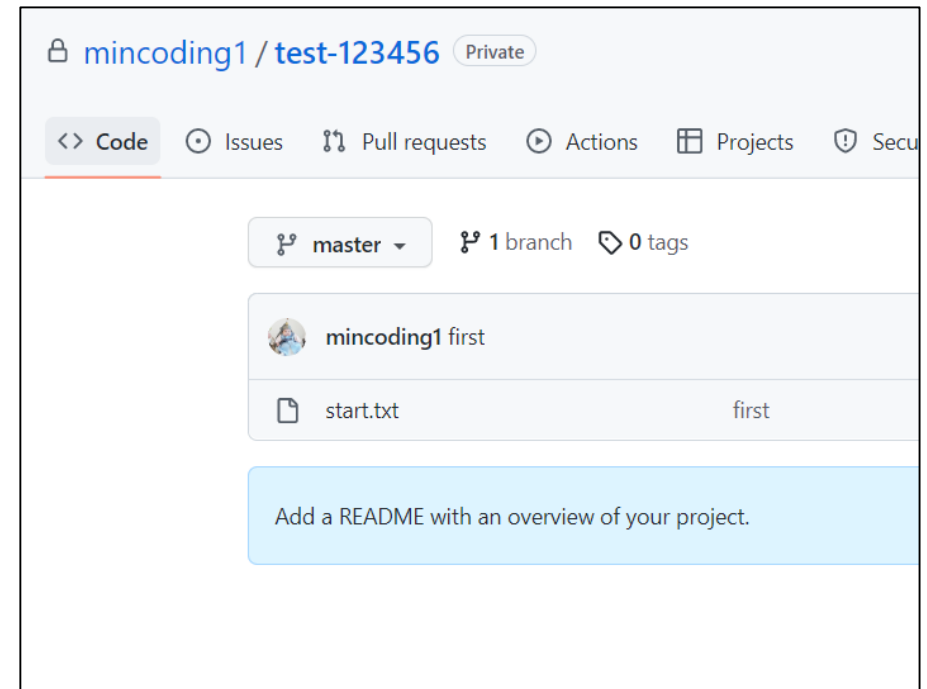 mincoding1 / test-123456 Private
Code Issues Pull requests Actions Projects Secu
master 1 branch 0 tags
mincoding1 first
start.txt first
Add a README with an overview of your project.